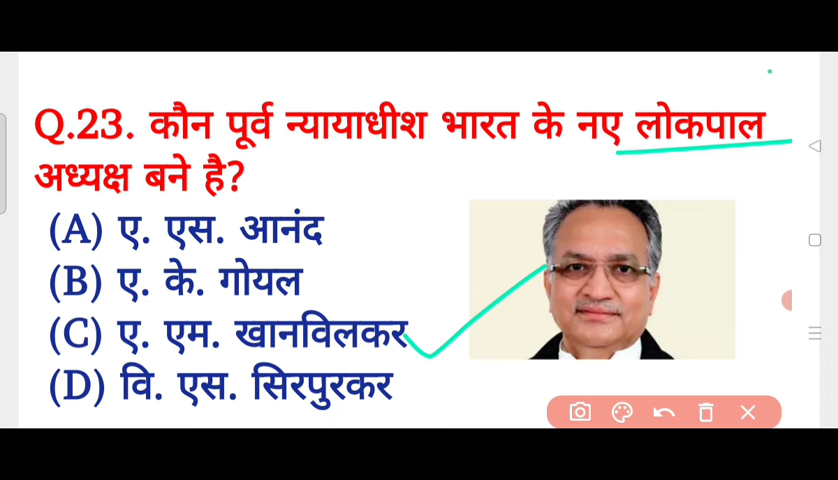 Q.23. कौन पूर्व न्यायाधीश भारत के नए लोकपाल
अध्यक्ष बने है?
(A) ए. एस. आनंद
(B) ए. के. गोयल
(C) ए. एम. खानविलकर
(D) वि. एस. सिरपुरकर